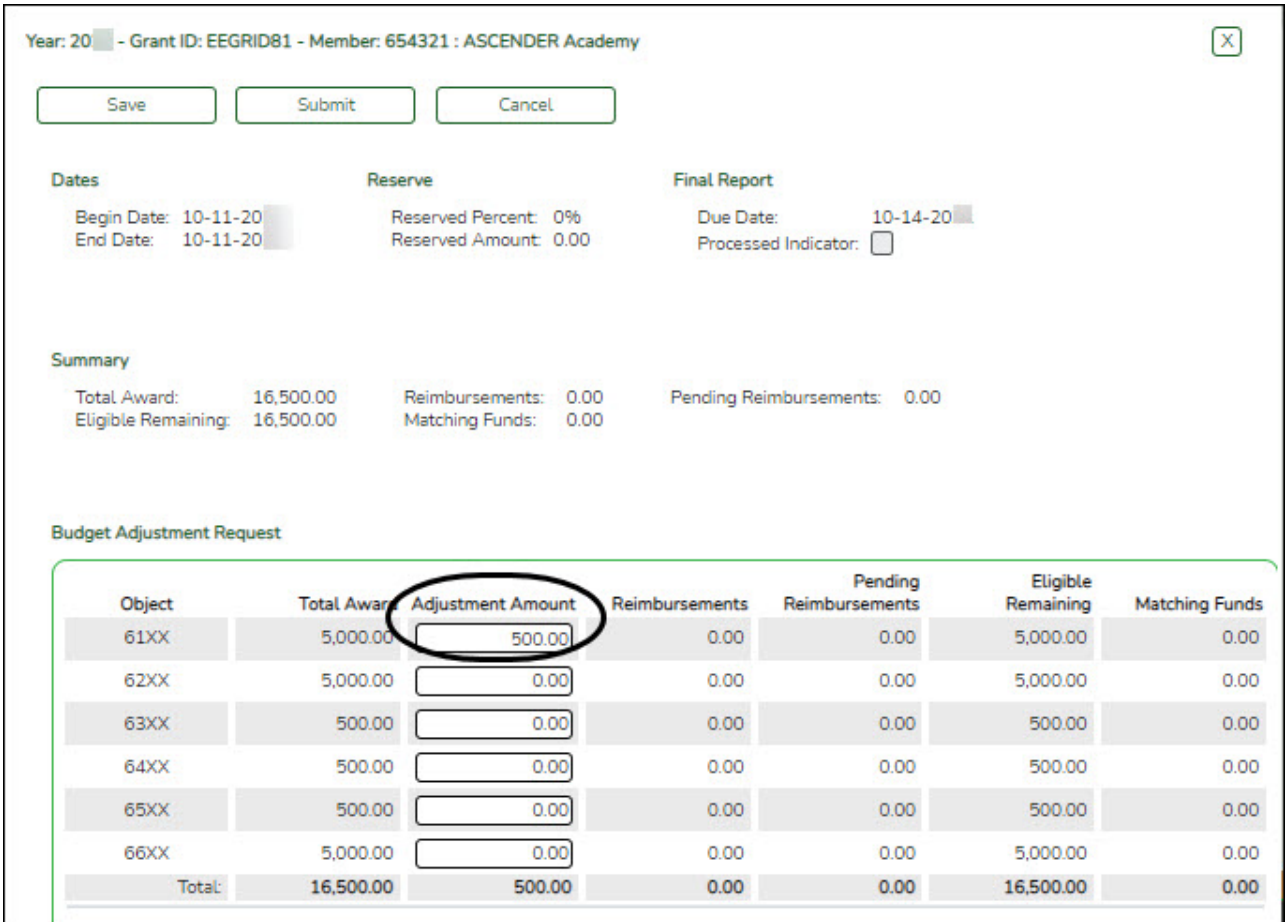 Year: 20 - Grant ID: EEGRID81 - Member: 654321 : ASCENDER Academy X
Save Submit Cancel
Dates Reserve Final Report
Begin Date: 10-11-20 Reserved Percent: 0% Due Date: 10-14-20
End Date: 10-11-20 Reserved Amount: 0.00 Processed Indicator:
Summary
Total Award: 16,500.00 Reimbursements: 0.00 Pending Reimbursements: 0.00
Eligible Remaining: 16,500.00 Matching Funds: 0.00
Budget Adjustment Request
Object Total Award Adjustment Amount Reimbursements Pending Reimbursements Eligible Remaining Matching Funds
61XX 5,000.00 500.00 0.00 0.00 5,000.00 0.00
62XX 5,000.00 0.00 0.00 0.00 5,000.00 0.00
63XX 500.00 0.00 0.00 0.00 500.00 0.00
64XX 500.00 0.00 0.00 0.00 500.00 0.00
65XX 500.00 0.00 0.00 0.00 500.00 0.00
66XX 5,000.00 0.00 0.00 0.00 5,000.00 0.00
Total: 16,500.00 500.00 0.00 0.00 16,500.00 0.00